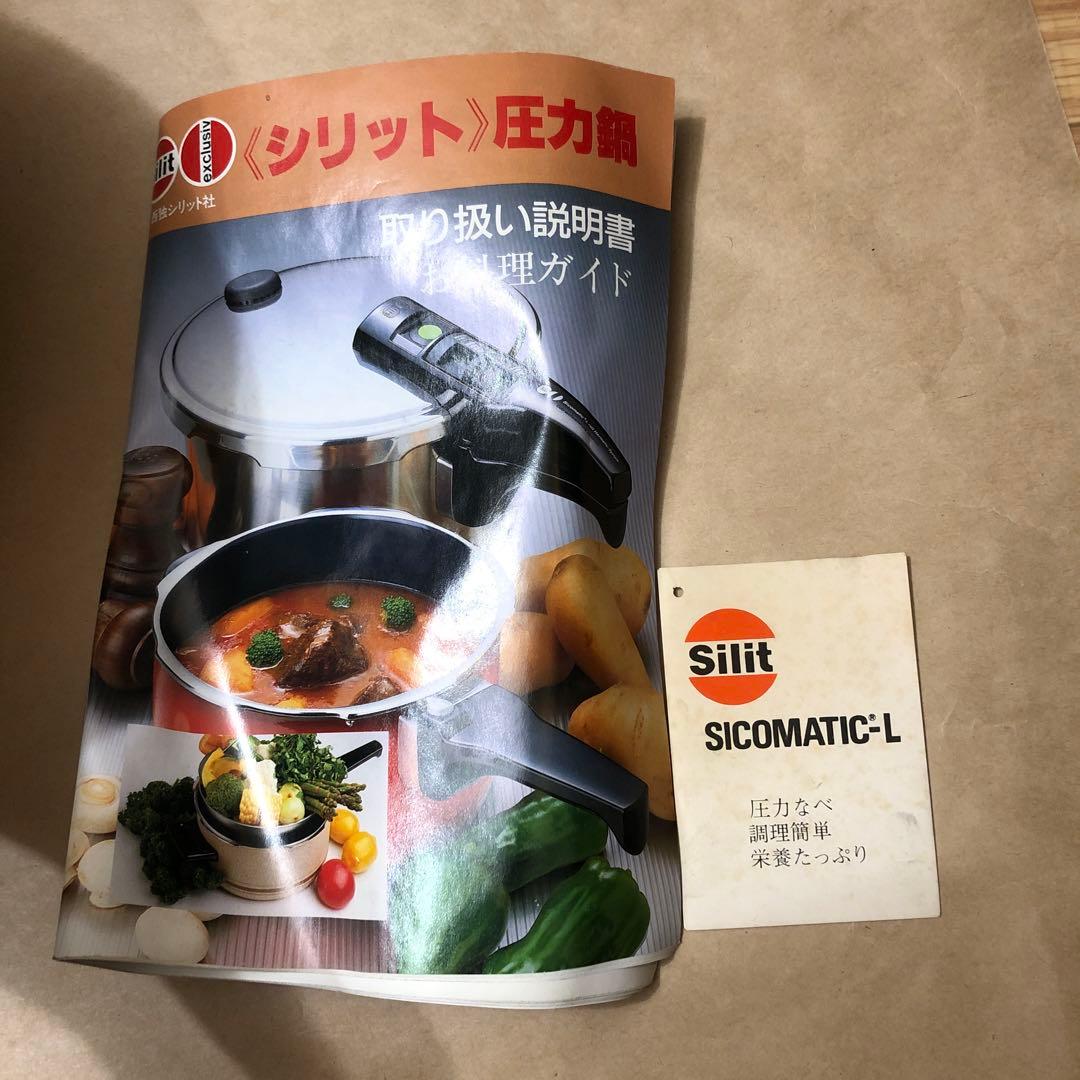 Silit
exclusiv
《シリット》圧力鍋
西独シリット社
取り扱い説明書
お料理ガイド
Silit
SICOMATIC®-L
圧力なべ
調理簡単
栄養たっぷり